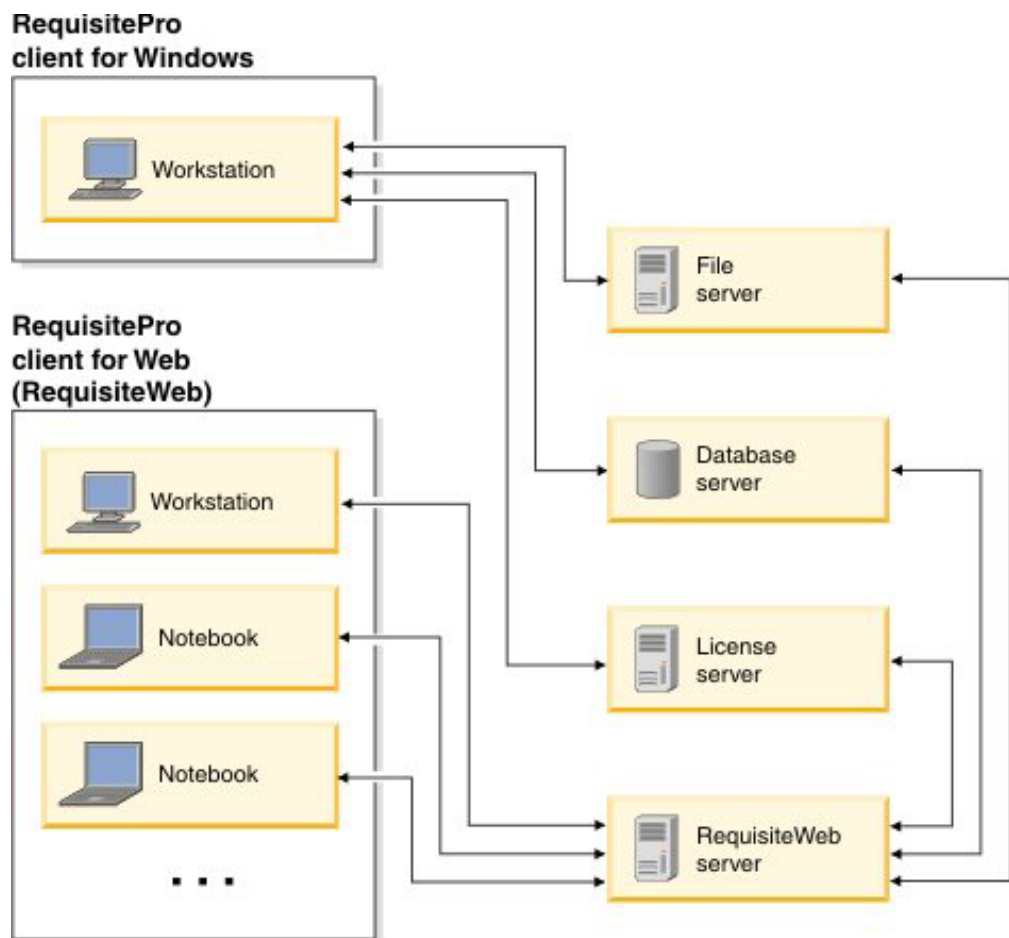 RequisitePro
client for Windows
Workstation
File
server
RequisitePro
client for Web
(RequisiteWeb)
Database
server
Workstation
Notebook
License
server
Notebook
RequisiteWeb
server
. . .